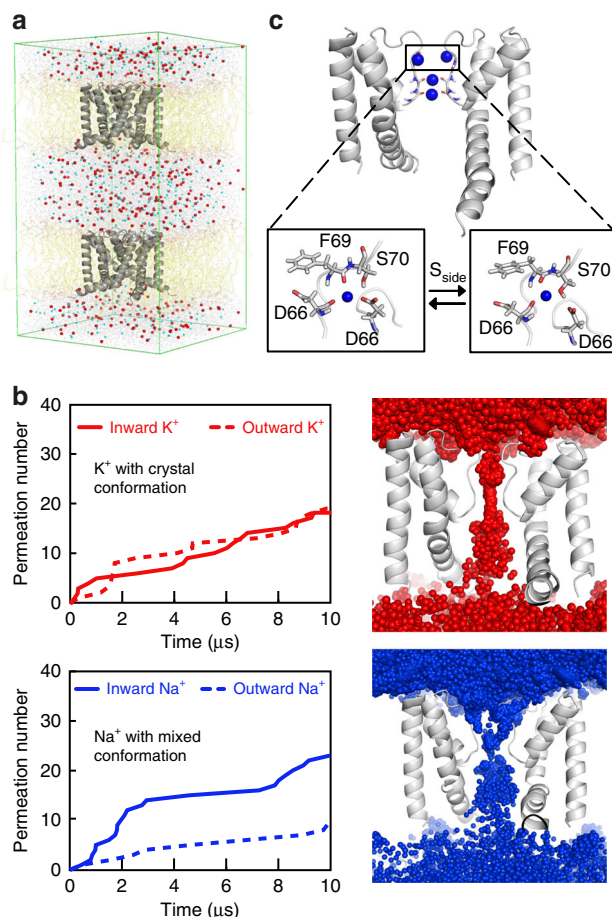 a
c
F69
S70
S_side
D66
D66
F69
S70
D66
D66
b
40
Inward K⁺
Outward K⁺
30
K⁺ with crystal
conformation
20
10
0
Permeation number
0 2 4 6 8 10
Time (μs)
40
Inward Na⁺
Outward Na⁺
30
Na⁺ with mixed
conformation
20
10
0
Permeation number
0 2 4 6 8 10
Time (μs)